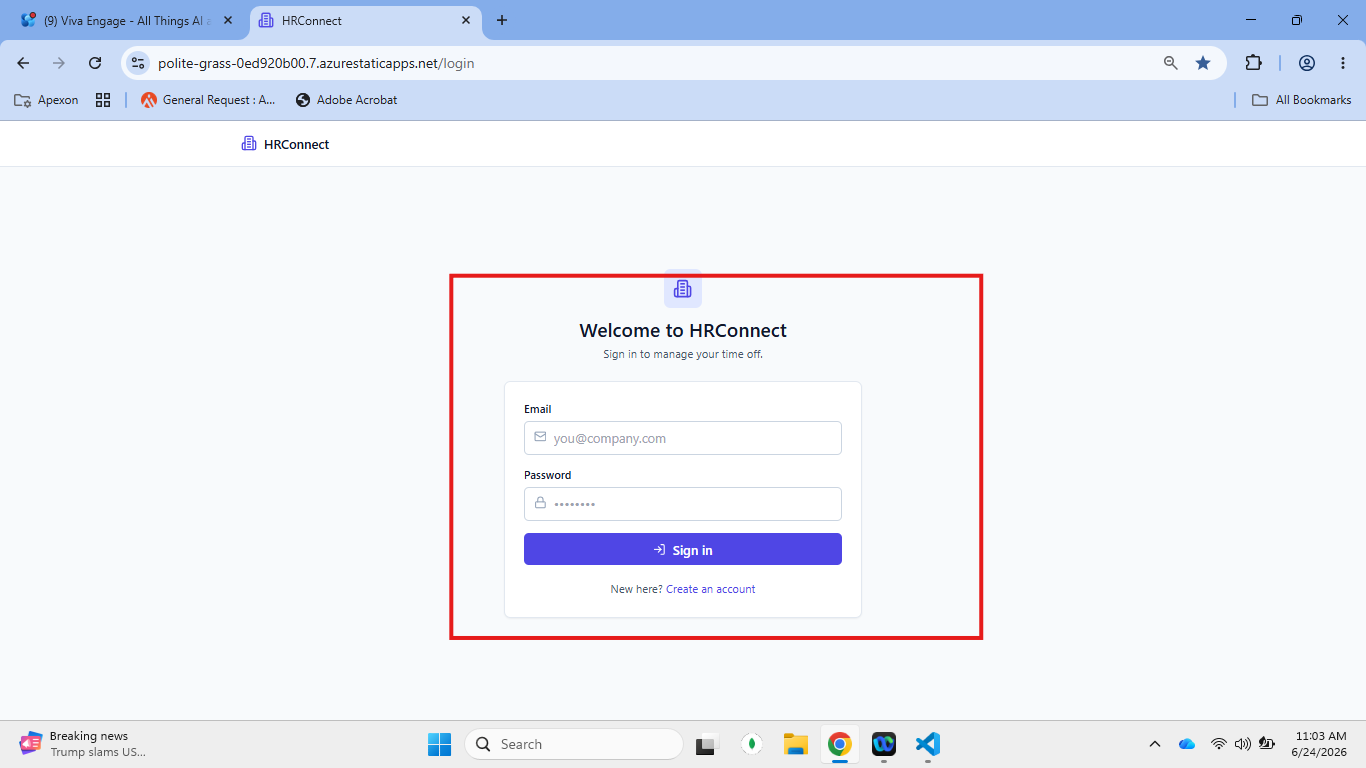 (9) Viva Engage - All Things AI a
HRConnect
polite-grass-0ed920b00.7.azurestaticapps.net/login
Apexon
General Request : A...
Adobe Acrobat
All Bookmarks
HRConnect
Welcome to HRConnect
Sign in to manage your time off.
Email
you@company.com
Password
Sign in
New here? Create an account
Breaking news
Trump slams US...
Search
11:03 AM
6/24/2026